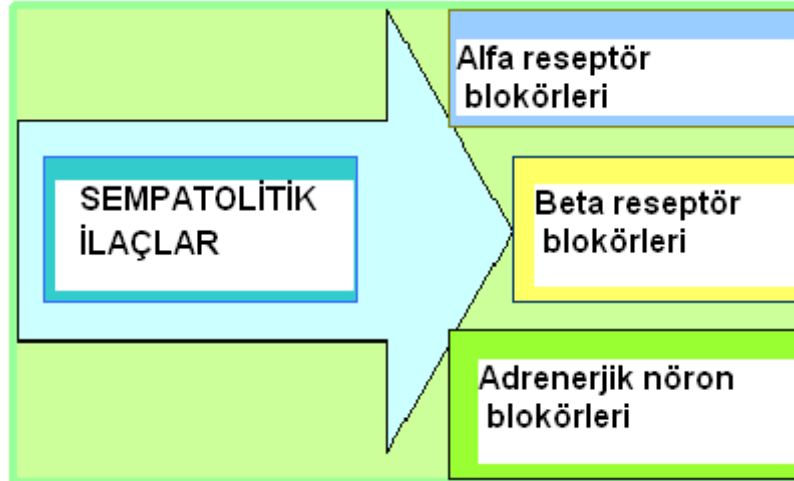 SEMPATOLİTİK
İLAÇLAR
Alfa reseptör
blokörleri
Beta reseptör
blokörleri
Adrenerjik nöron
blokörleri